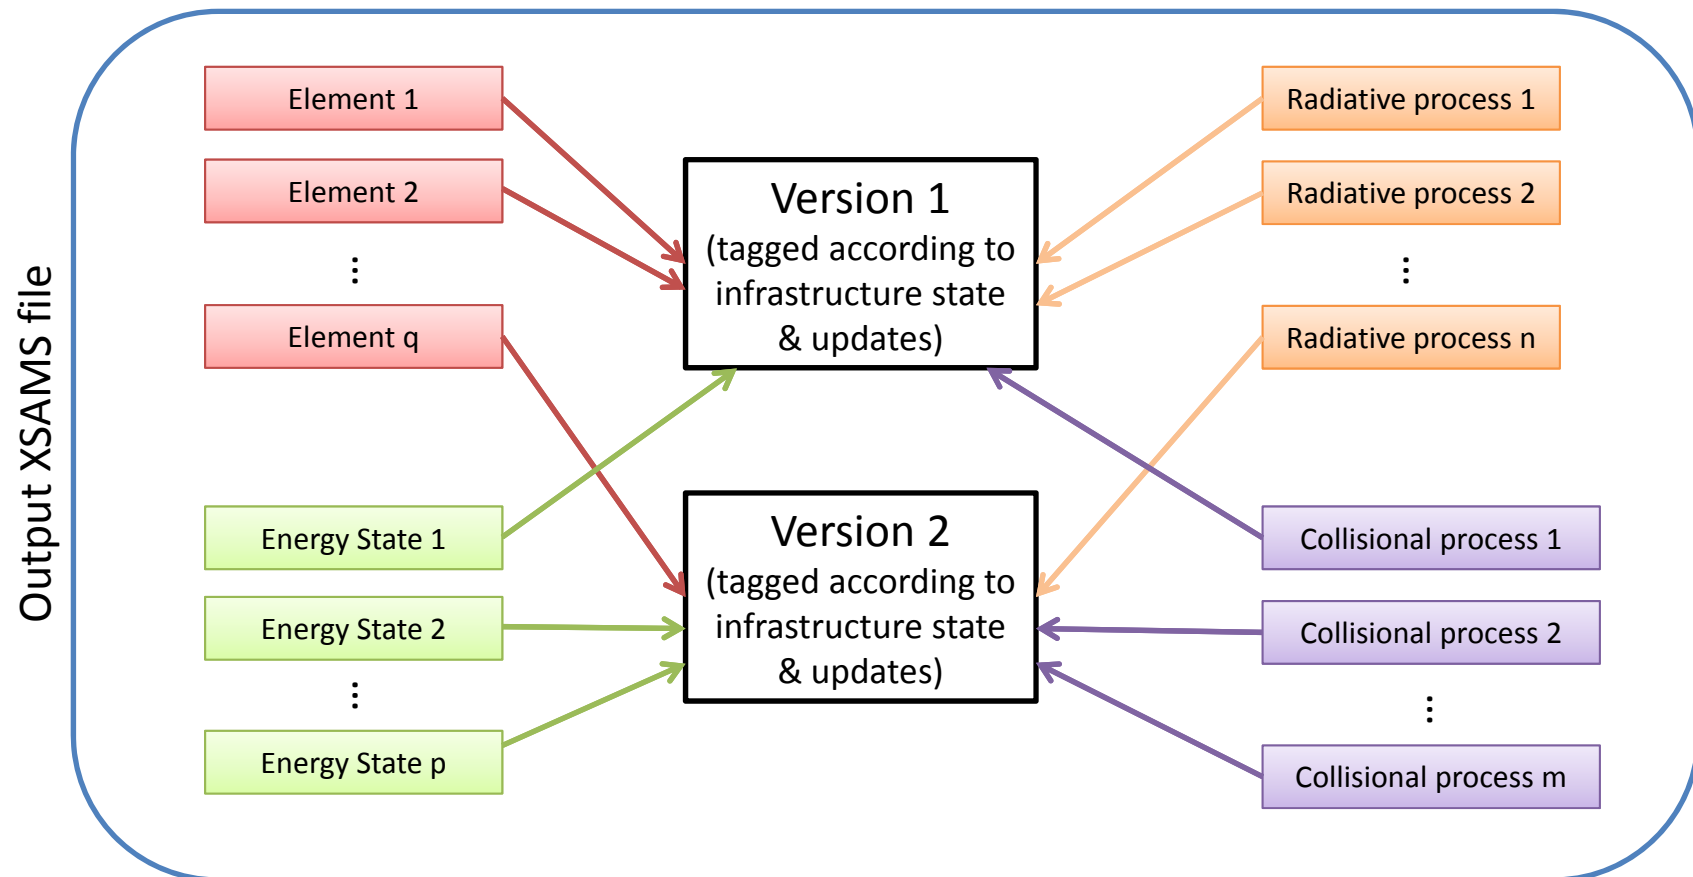 Output XSAMS file
Element 1
Element 2
...
Element q
Energy State 1
Energy State 2
...
Energy State p
Version 1
(tagged according to
infrastructure state
& updates)
Version 2
(tagged according to
infrastructure state
& updates)
Radiative process 1
Radiative process 2
...
Radiative process n
Collisional process 1
Collisional process 2
...
Collisional process m